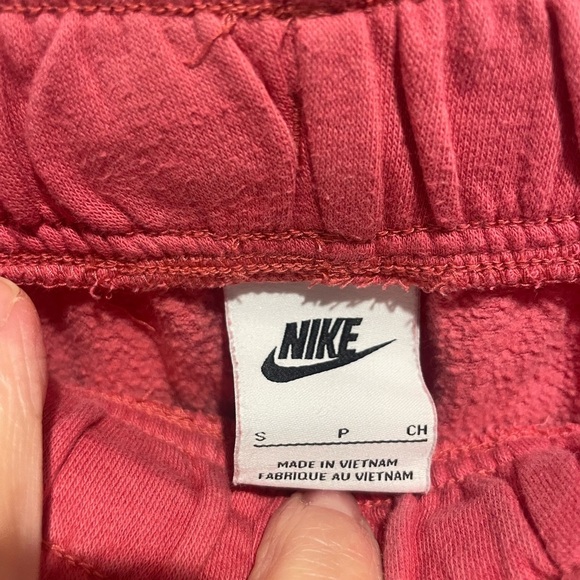 NIKE
S P CH
MADE IN VIETNAM
FABRIQUE AU VIETNAM